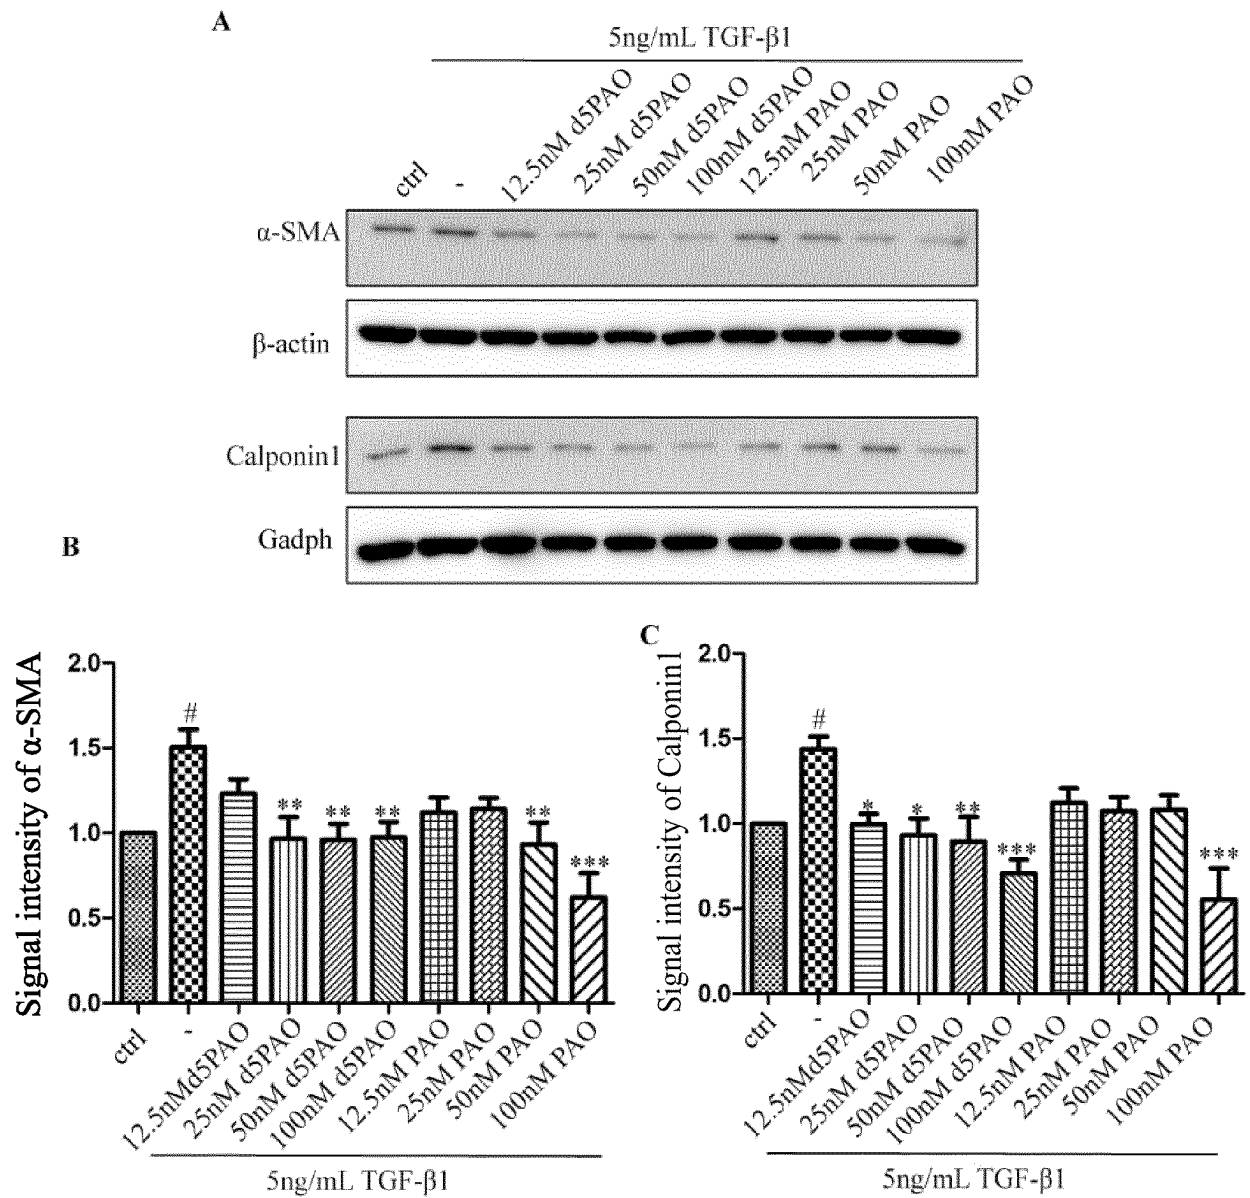 A
5ng/mL TGF-β1
ctrl
-
12.5nM d5PAO
25nM d5PAO
50nM d5PAO
100nM d5PAO
12.5nM PAO
25nM PAO
50nM PAO
100nM PAO
α-SMA
β-actin
Calponin1
Gadph
B
Signal intensity of α-SMA
2.0
1.5
1.0
0.5
0.0
#
**
**
**
**
***
ctrl
-
12.5nMd5PAO
25nM d5PAO
50nM d5PAO
100nM d5PAO
12.5nM PAO
25nM PAO
50nM PAO
100nM PAO
5ng/mL TGF-β1
C
Signal intensity of Calponin1
2.0
1.5
1.0
0.5
0.0
#
*
*
**
***
***
ctrl
-
12.5nMd5PAO
25nM d5PAO
50nM d5PAO
100nM d5PAO
12.5nM PAO
25nM PAO
50nM PAO
100nM PAO
5ng/mL TGF-β1